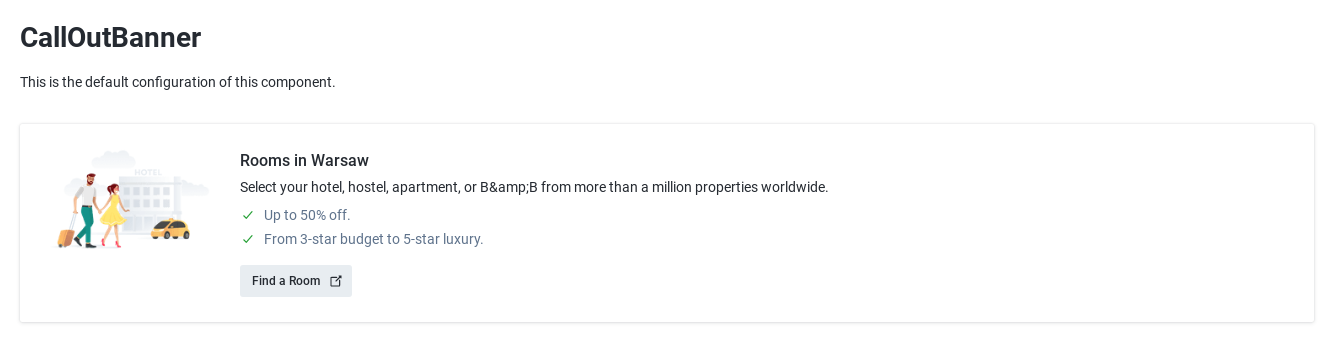 CallOutBanner
This is the default configuration of this component.
HOTEL
Rooms in Warsaw
Select your hotel, hostel, apartment, or B&amp;B from more than a million properties worldwide.
Up to 50% off.
From 3-star budget to 5-star luxury.
Find a Room